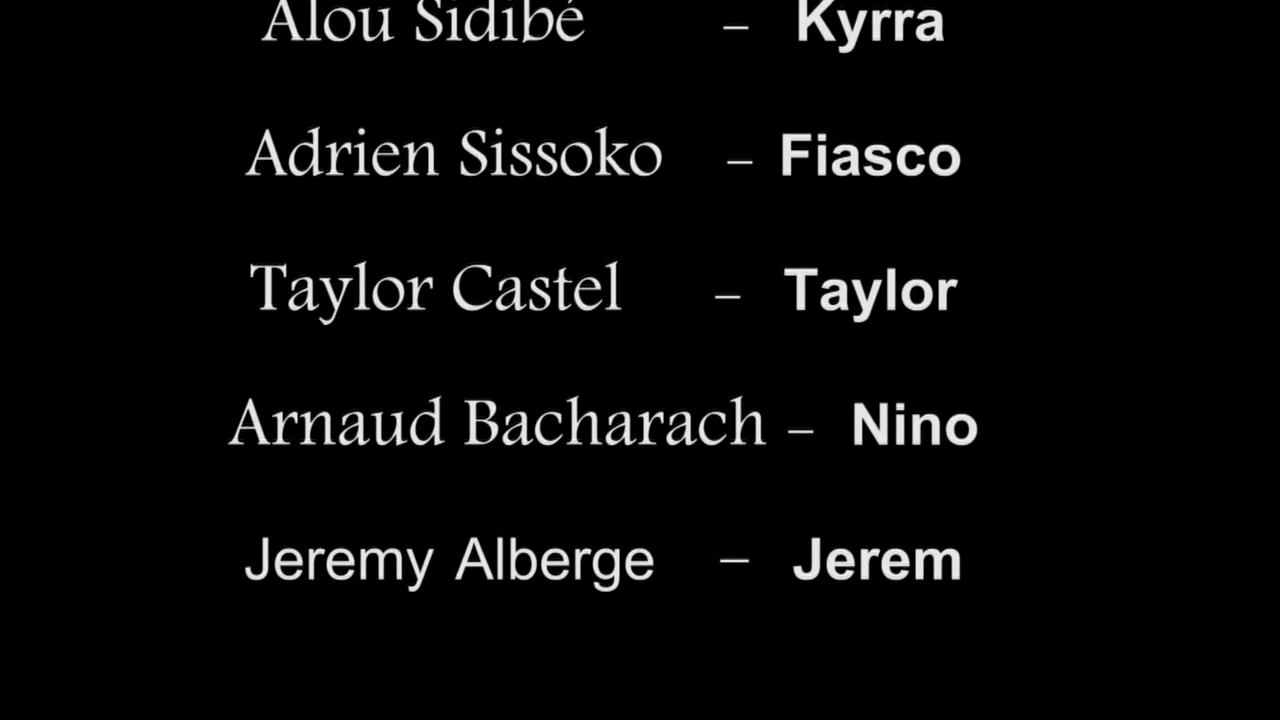 Alou Sidibé – Kyrra
Adrien Sissoko – Fiasco
Taylor Castel – Taylor
Arnaud Bacharach – Nino
Jeremy Alberge – Jerem